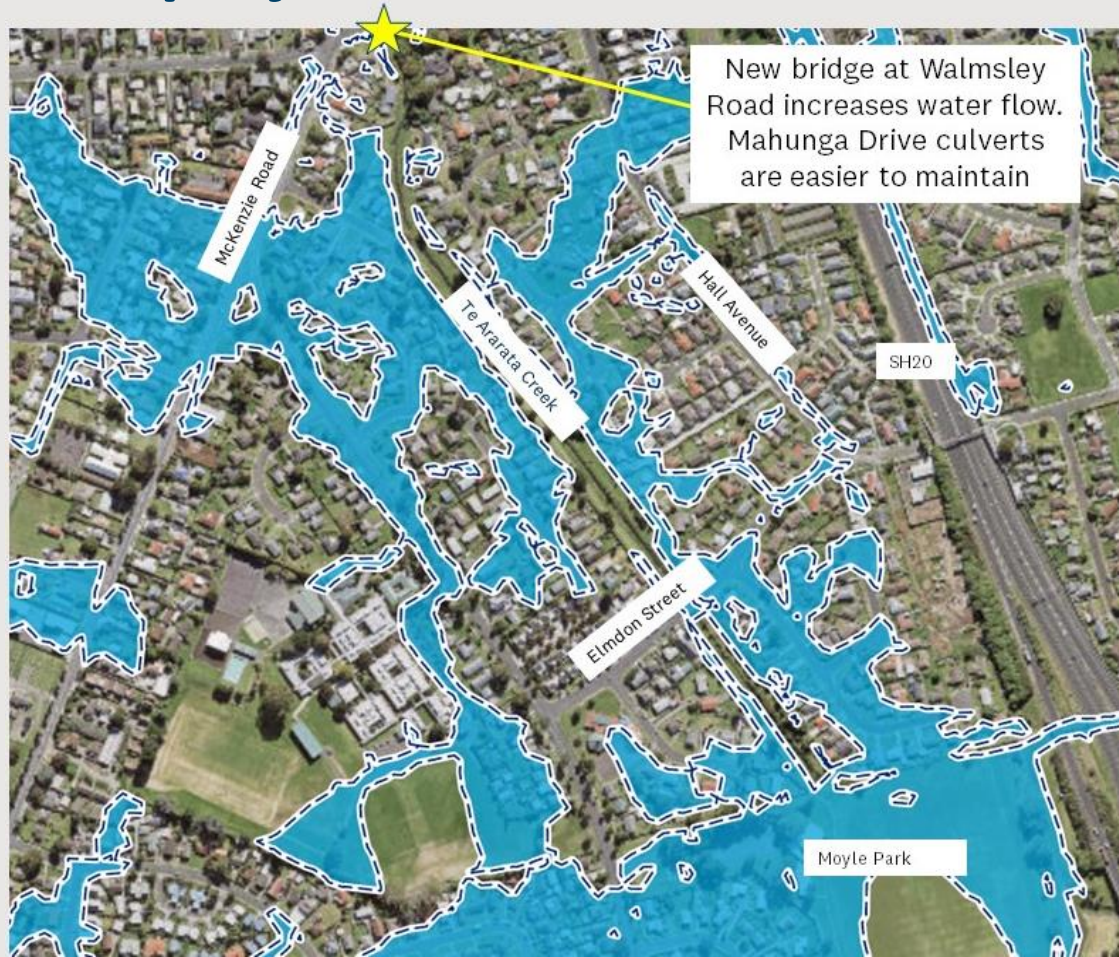 New bridge at Walmsley
Road increases water flow.
Mahunga Drive culverts
are easier to maintain
McKenzie Road
Te Ararata Creek
Hall Avenue
SH20
Elmdon Street
Moyle Park